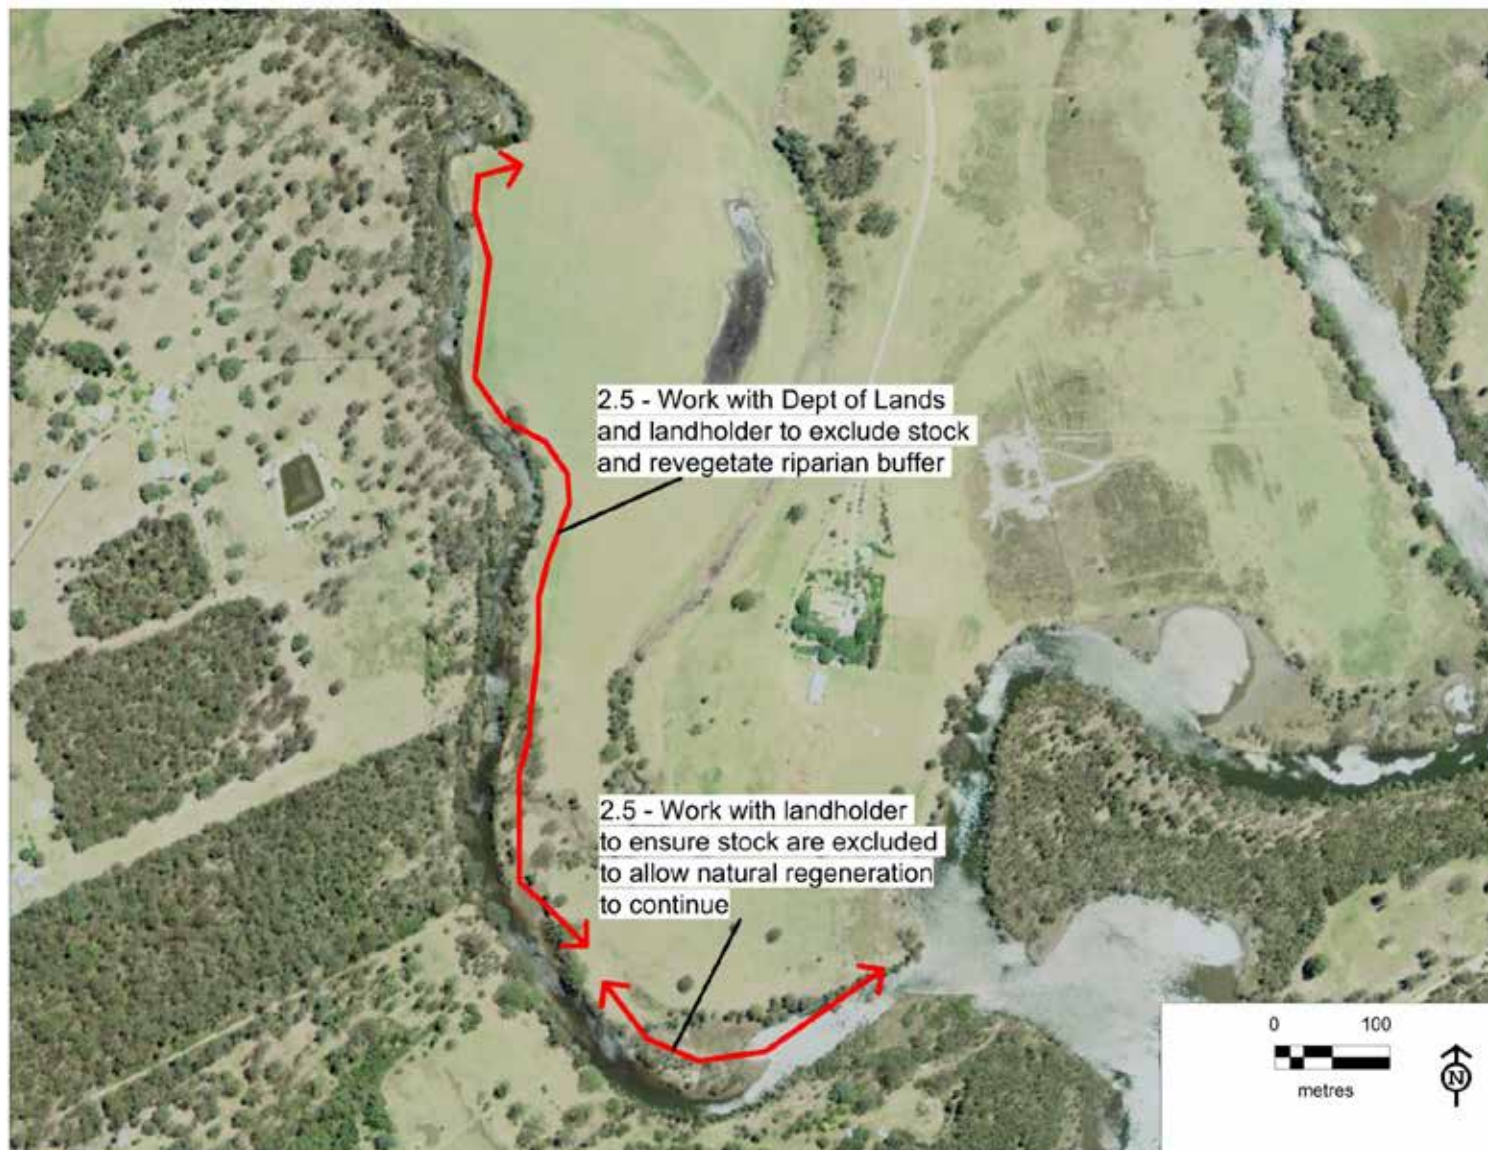 2.5 - Work with Dept of Lands
and landholder to exclude stock
and revegetate riparian buffer
2.5 - Work with landholder
to ensure stock are excluded
to allow natural regeneration
to continue
0 100
metres
N